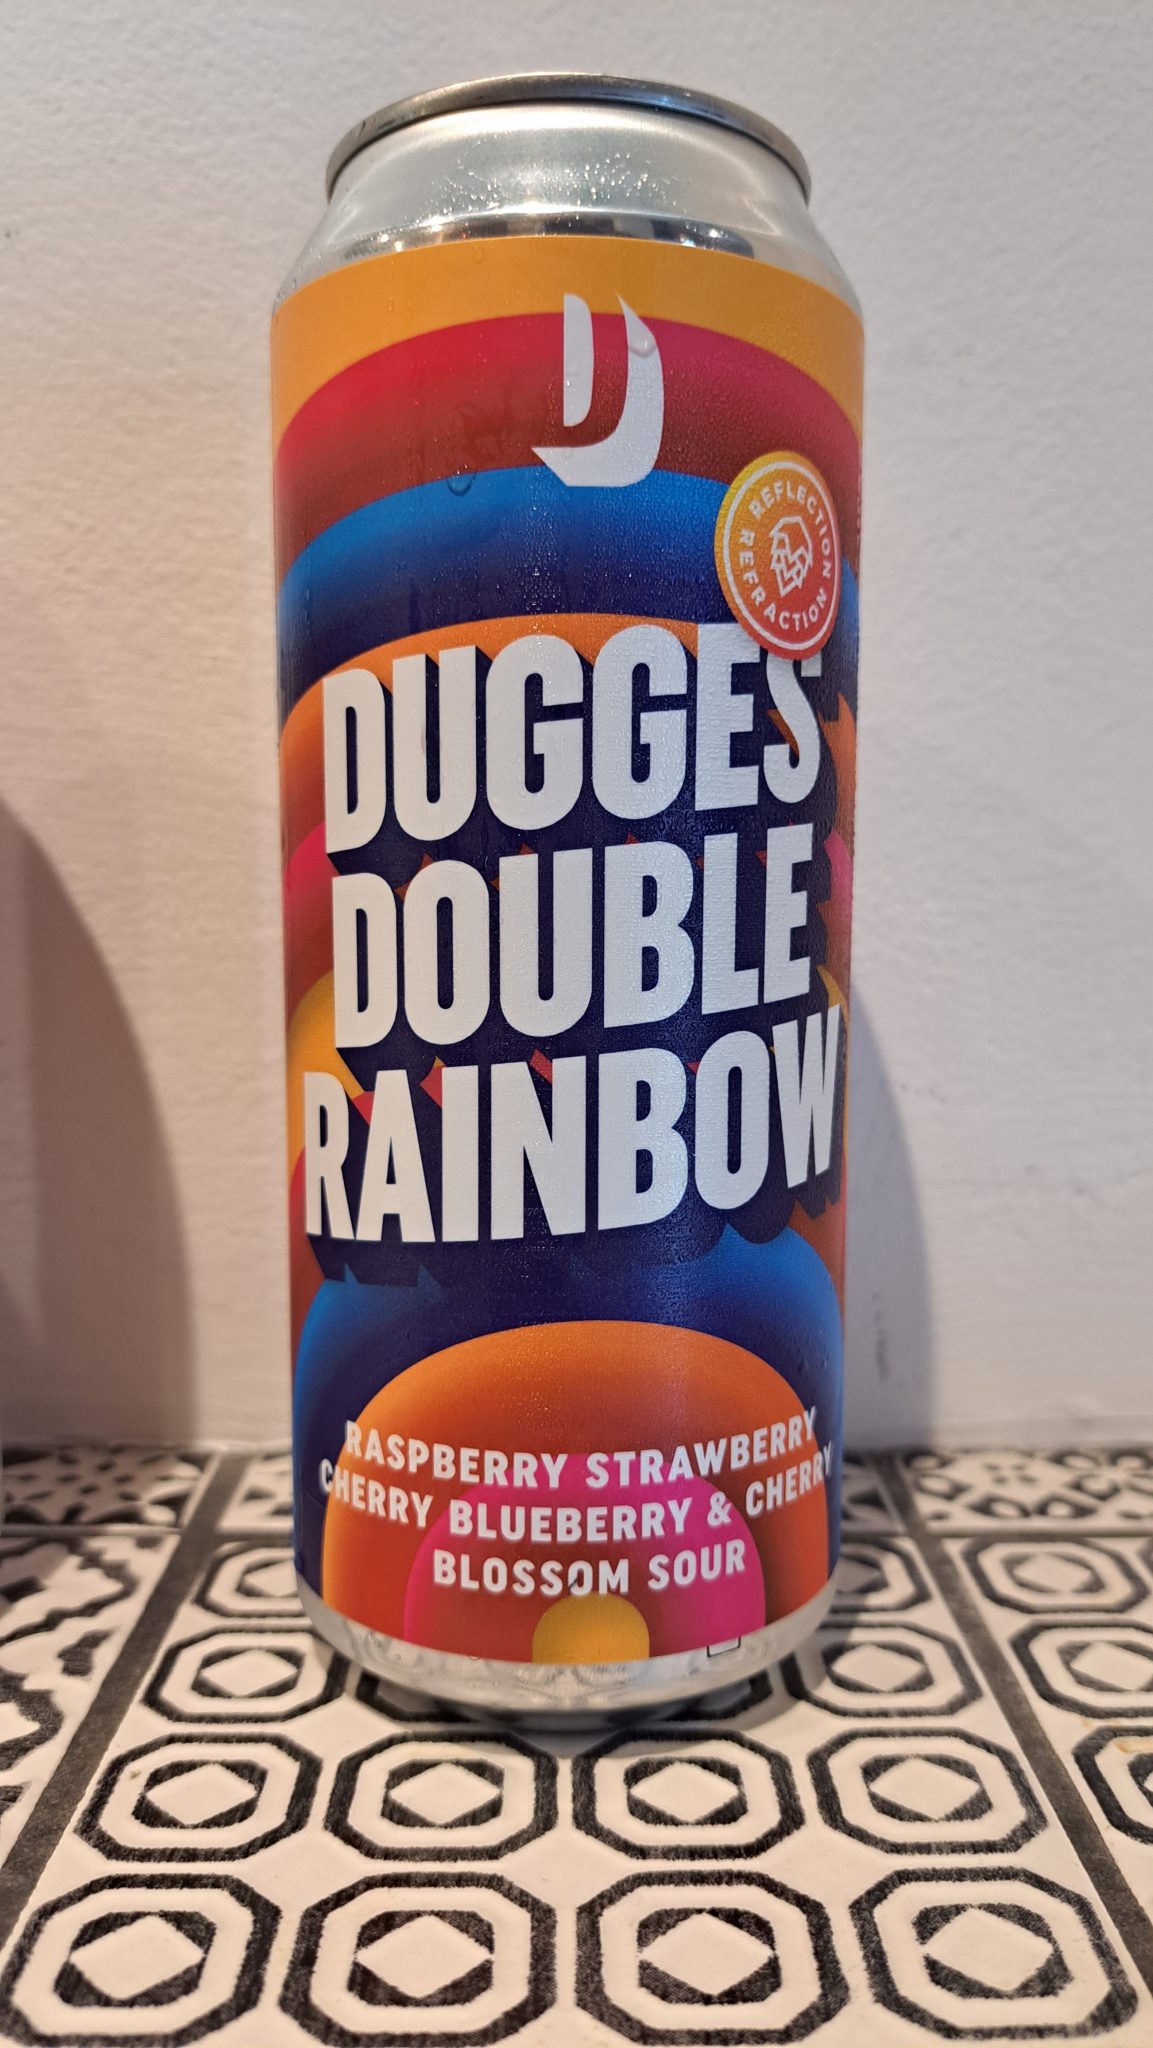 REFLECTION
REFRACTION
DUGGES
DOUBLE
RAINBOW
RASPBERRY STRAWBERRY
CHERRY BLUEBERRY & CHERRY
BLOSSOM SOUR